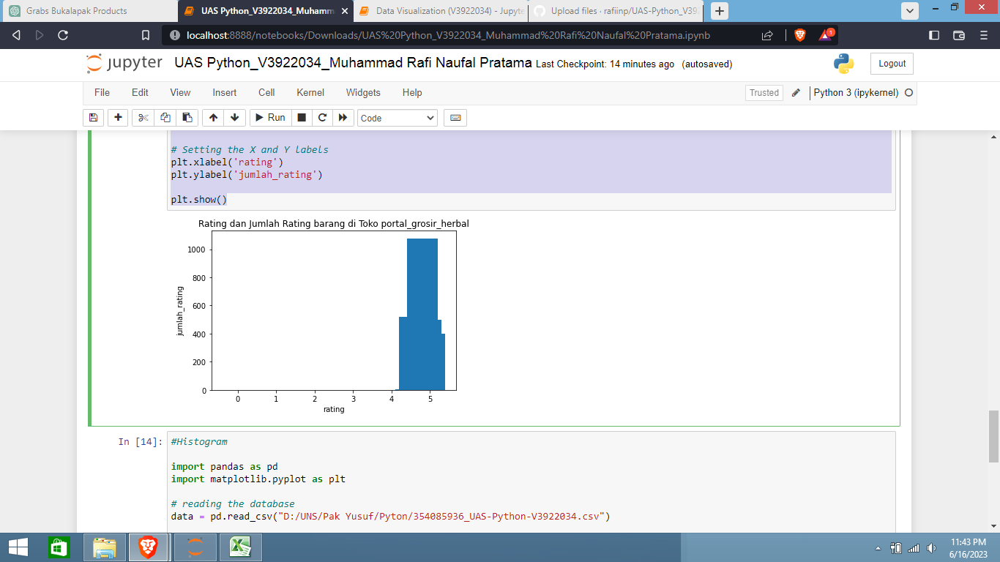 Grabs Bukalapak Products
UAS Python_V3922034_Muhamm
Data Visualization (V3922034) - Jupyte
Upload files · rafiinp/UAS-Python_V39
localhost:8888/notebooks/Downloads/UAS%20Python_V3922034_Muhammad%20Rafi%20Naufal%20Pratama.ipynb
1
jupyter UAS Python_V3922034_Muhammad Rafi Naufal Pratama Last Checkpoint: 14 minutes ago (autosaved)
Logout
File Edit View Insert Cell Kernel Widgets Help
Trusted
Python 3 (ipykernel)
Run
Code
# Setting the X and Y labels
plt.xlabel('rating')
plt.ylabel('jumlah_rating')
plt.show()
Rating dan Jumlah Rating barang di Toko portal_grosir_herbal
1000
800
600
400
200
0
jumlah_rating
0 1 2 3 4 5
rating
In [14]:
#Histogram
import pandas as pd
import matplotlib.pyplot as plt
# reading the database
data = pd.read_csv("D:/UNS/Pak Yusuf/Pyton/354085936_UAS-Python-V3922034.csv")
11:43 PM
6/16/2023